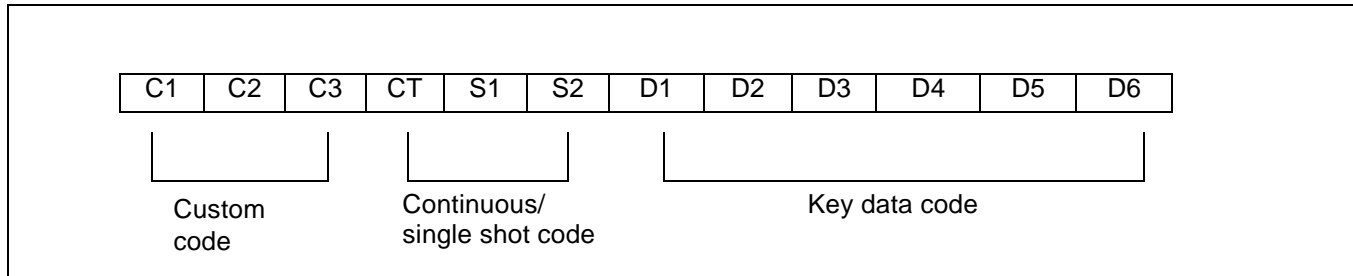 C1 C2 C3 CT S1 S2 D1 D2 D3 D4 D5 D6
Custom
code
Continuous/
single shot code
Key data code